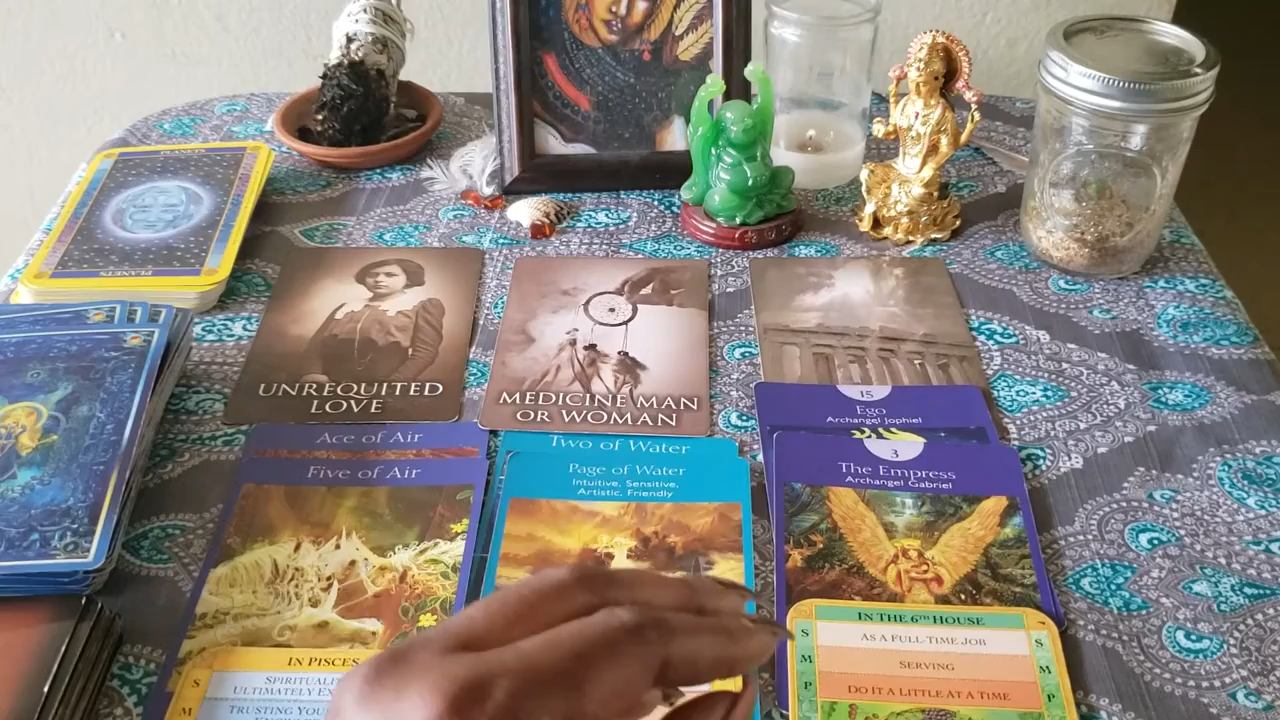 PLANETS
PLANETS
UNREQUITED
LOVE
MEDICINE MAN
OR WOMAN
15
Ego
Archangel Jophiel
Ace of Air
Two of Water
Five of Air
Page of Water
Intuitive, Sensitive,
Artistic, Friendly
3
The Empress
Archangel Gabriel
IN PISCES
S
SPIRITUALI
ULTIMATELY EX
M
TRUSTING YOU
IN THE 6TH HOUSE
S
AS A FULL-TIME JOB
S
M
SERVING
M
P
DO IT A LITTLE AT A TIME
P